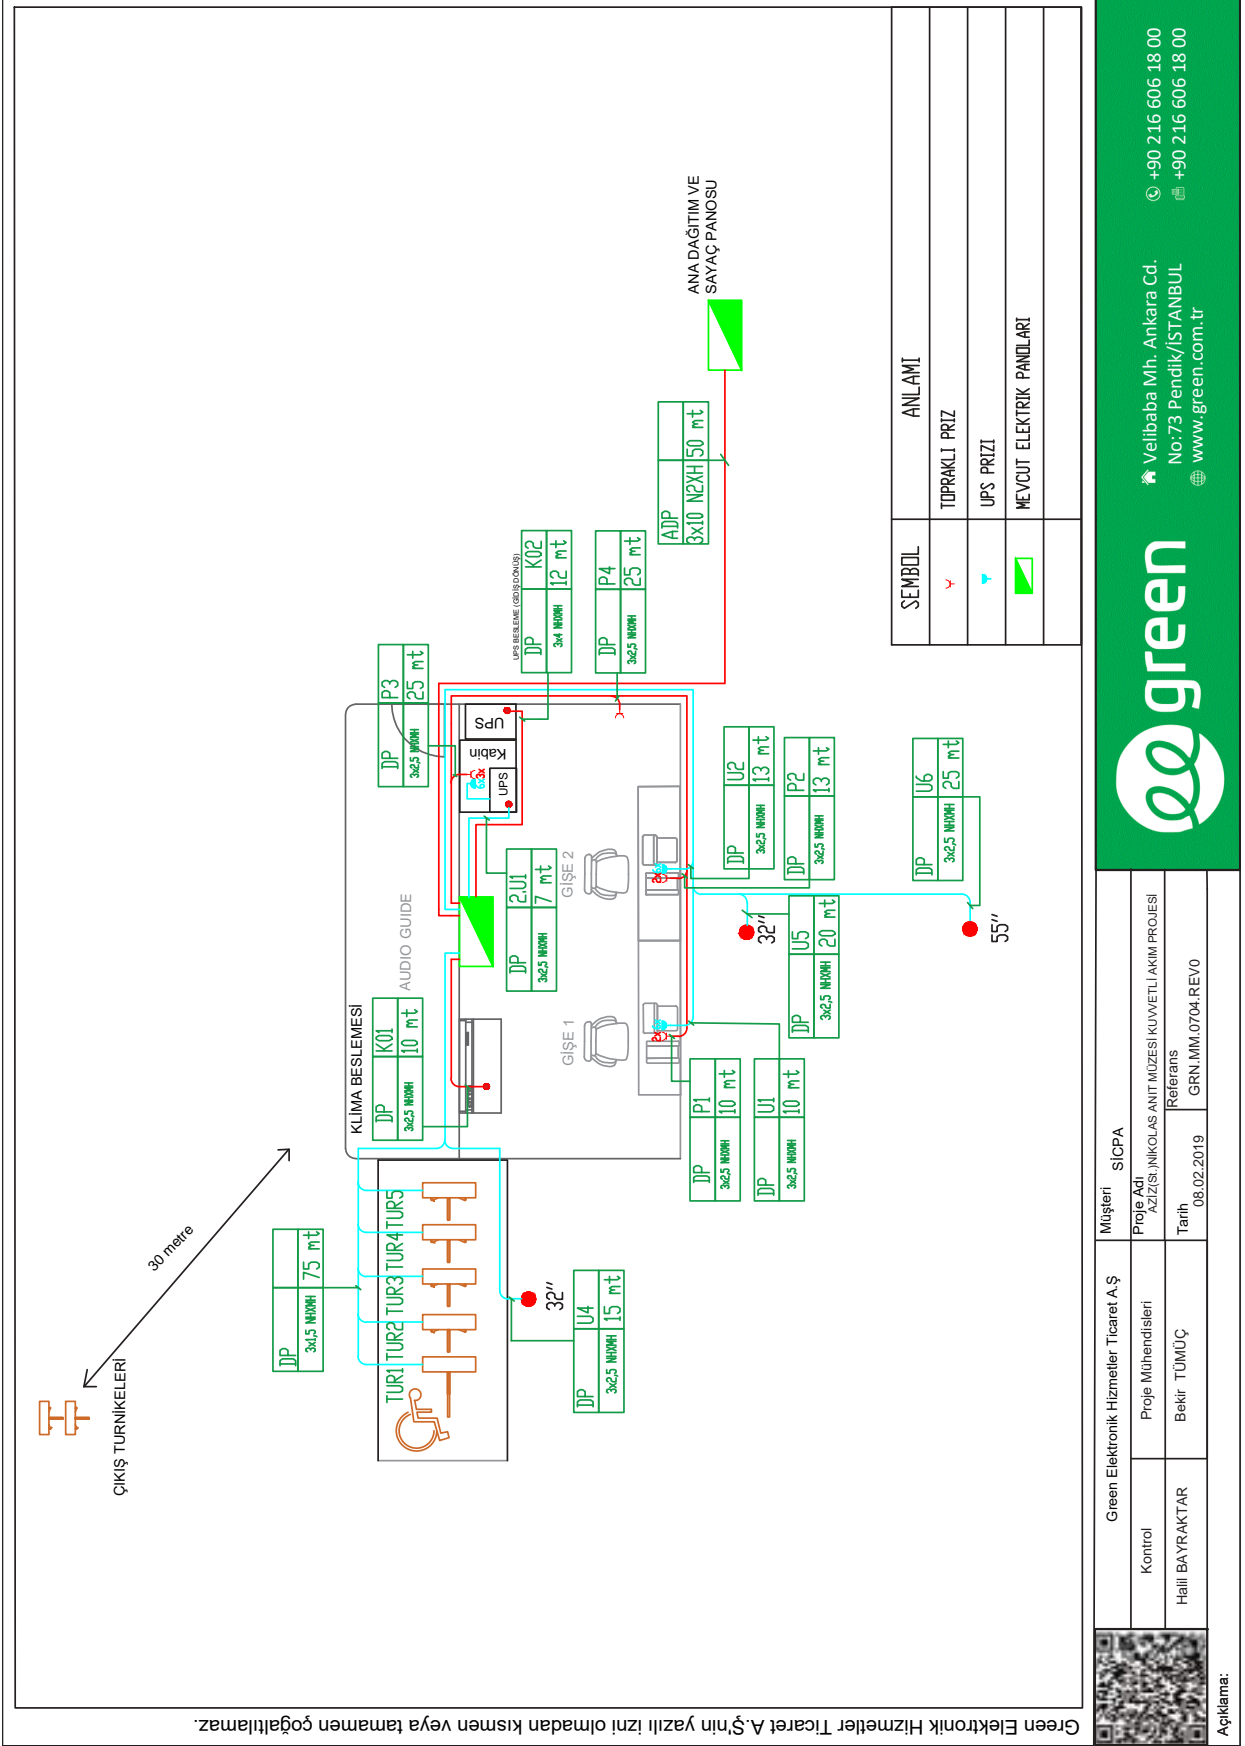 ÇIKIŞ TURNİKELERİ
30 metre
DP
3x1,5 NHXMH
75 mt
TUR1
TUR2
TUR3
TUR4
TUR5
32''
DP
U4
3x2,5 NHXMH
15 mt
KLİMA BESLEMESİ
DP
K01
3x2,5 NHXMH
10 mt
AUDIO GUIDE
DP
P3
3x2,5 NHXMH
25 mt
Kabin
UPS
UPS
3x
DP
2.U1
3x2,5 NHXMH
7 mt
GİŞE 1
GİŞE 2
UPS BESLEME (GİDİŞ DÖNÜŞ)
DP
K02
3x4 NHXMH
12 mt
DP
P4
3x2,5 NHXMH
25 mt
ADP
3x10 N2XH
50 mt
ANA DAĞITIM VE
SAYAÇ PANOSU
DP
P1
3x2,5 NHXMH
10 mt
DP
U1
3x2,5 NHXMH
10 mt
DP
U2
3x2,5 NHXMH
13 mt
DP
P2
3x2,5 NHXMH
13 mt
32''
DP
U5
3x2,5 NHXMH
20 mt
DP
U6
3x2,5 NHXMH
25 mt
55''
SEMBOL
ANLAMI
TOPRAKLI PRIZ
UPS PRIZI
MEVCUT ELEKTRIK PANOLARI
Green Elektronik Hizmetler Ticaret A.Ş'nin yazılı izni olmadan kısmen veya tamamen çoğaltılamaz.
Green Elektronik Hizmetler Ticaret A.Ş
Kontrol
Proje Mühendisleri
Halil BAYRAKTAR
Bekir TÜMÜÇ
Müşteri
SİCPA
Proje Adı
AZİZ(St.)NİKOLAS ANIT MÜZESİ KUVVETLİ AKIM PROJESİ
Tarih
08.02.2019
Referans
GRN.MM.0704.REV0
Açıklama:
green
Velibaba Mh. Ankara Cd.
No:73 Pendik/İSTANBUL
www.green.com.tr
+90 216 606 18 00
+90 216 606 18 00